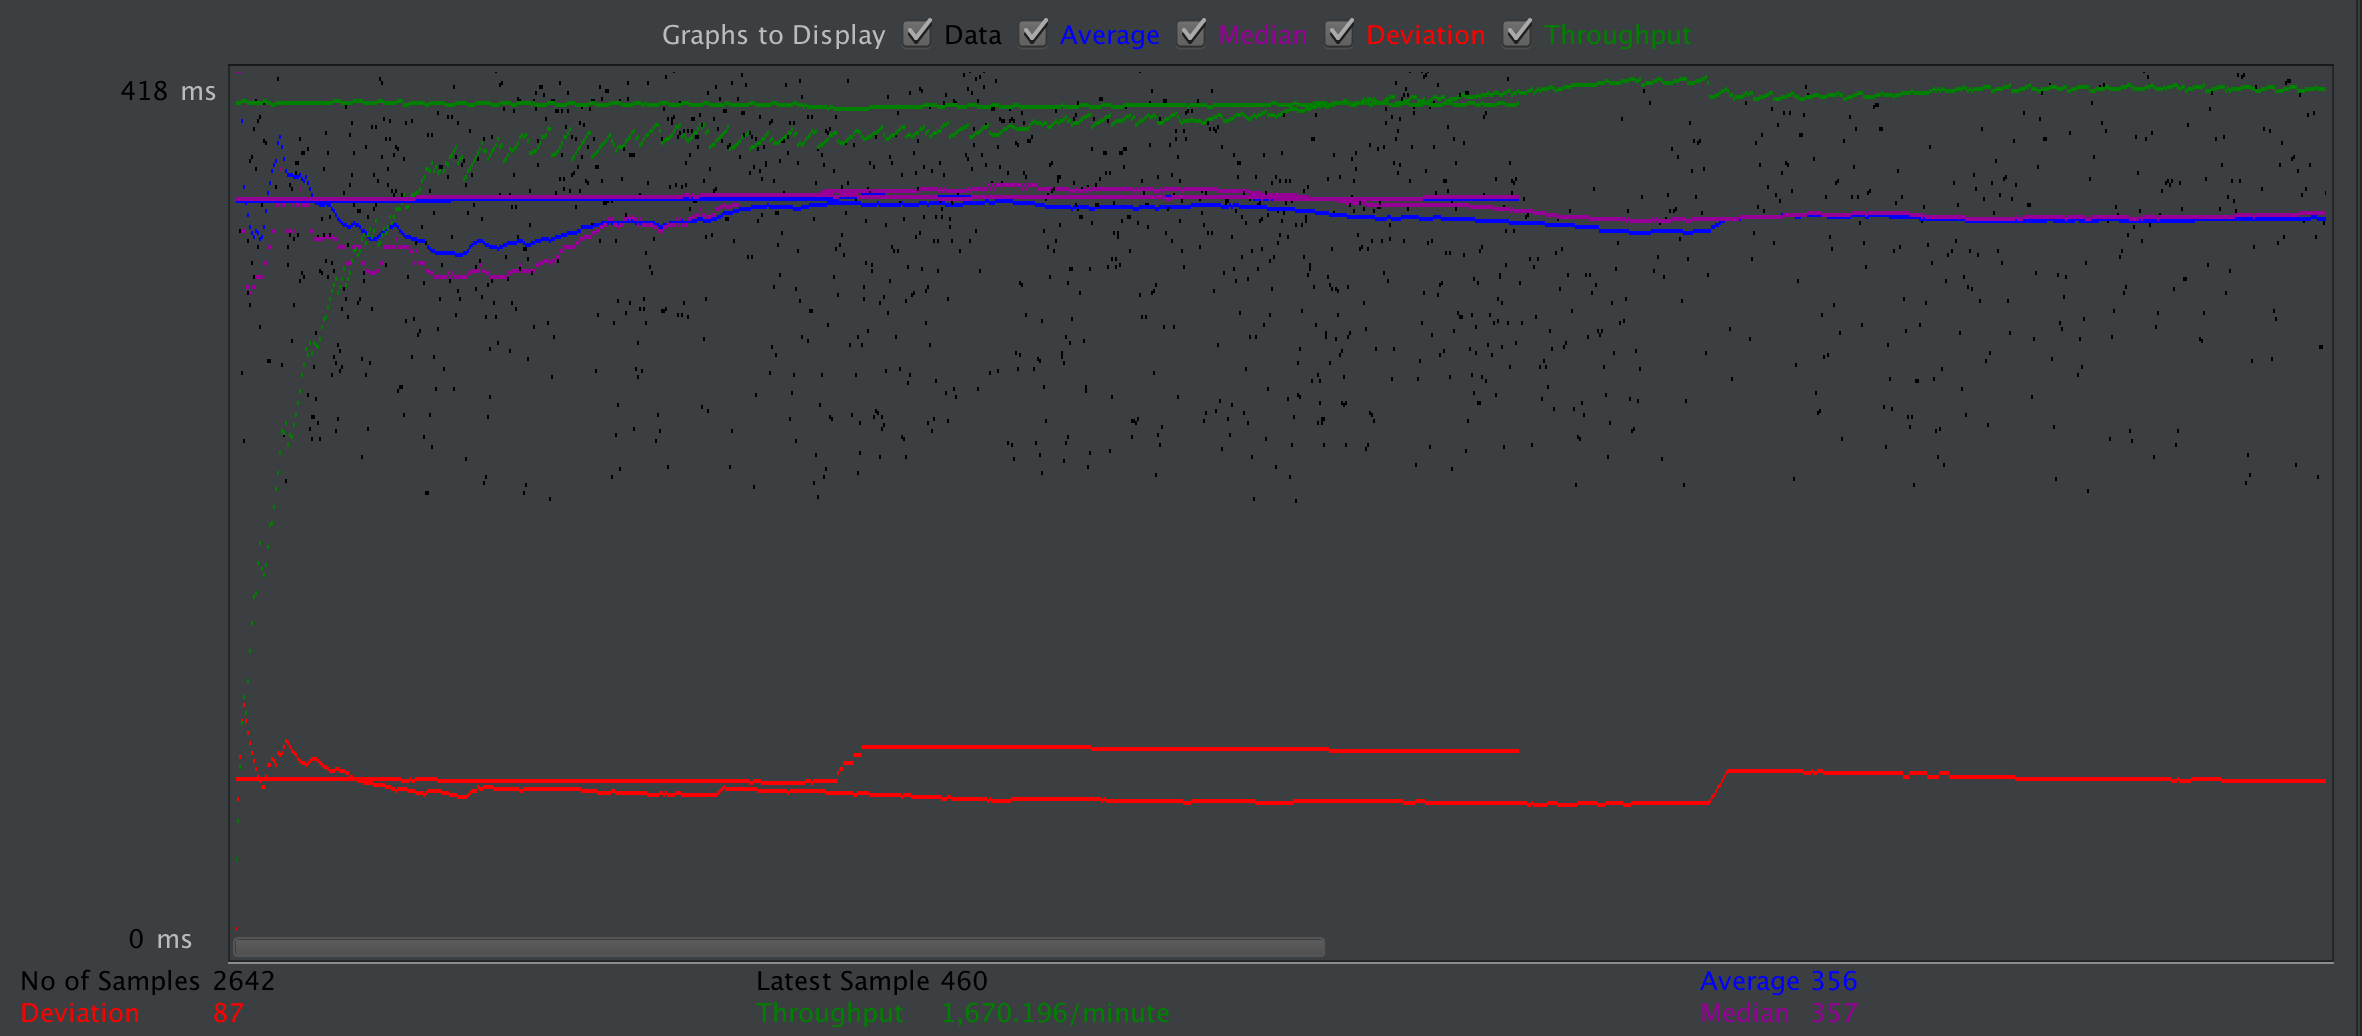 Graphs to Display Data Average Median Deviation Throughput
418 ms
0 ms
No of Samples 2642 Latest Sample 460 Average 356
Deviation 87 Throughput 1,670.196/minute Median 357